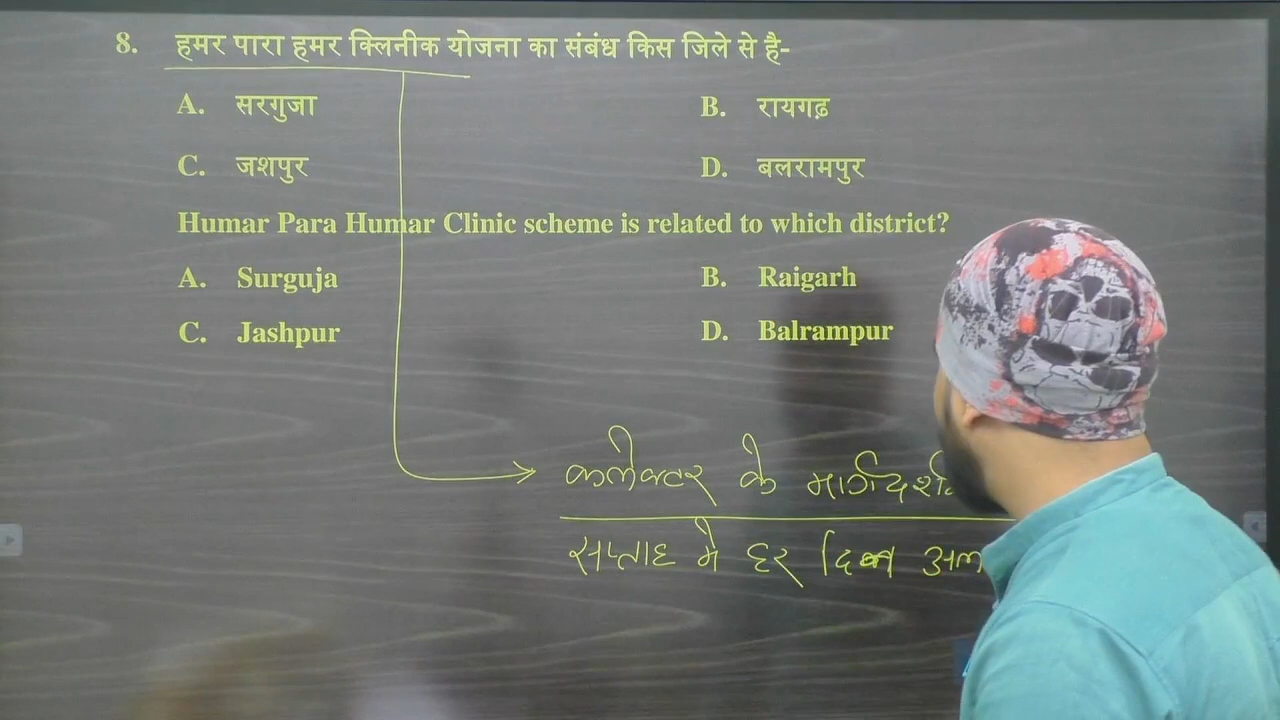 8. हमर पारा हमर क्लिनीक योजना का संबंध किस जिले से है-
A. सरगुजा B. रायगढ़
C. जशपुर D. बलरामपुर
Humar Para Humar Clinic scheme is related to which district?
A. Surguja B. Raigarh
C. Jashpur D. Balrampur
कलेक्टर के
सप्ताह में हर दिन